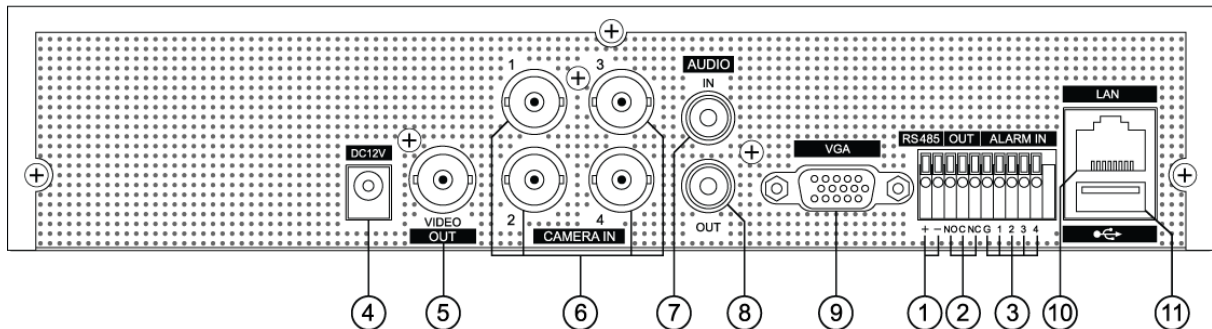 1 3 AUDIO
IN
LAN
RS485 OUT ALARM IN
VGA
DC12V
2 4 VIDEO OUT CAMERA IN OUT
+ − NO C NC G 1 2 3 4
④ ⑤ ⑥ ⑦ ⑧ ⑨ ① ② ③ ⑩ ⑪